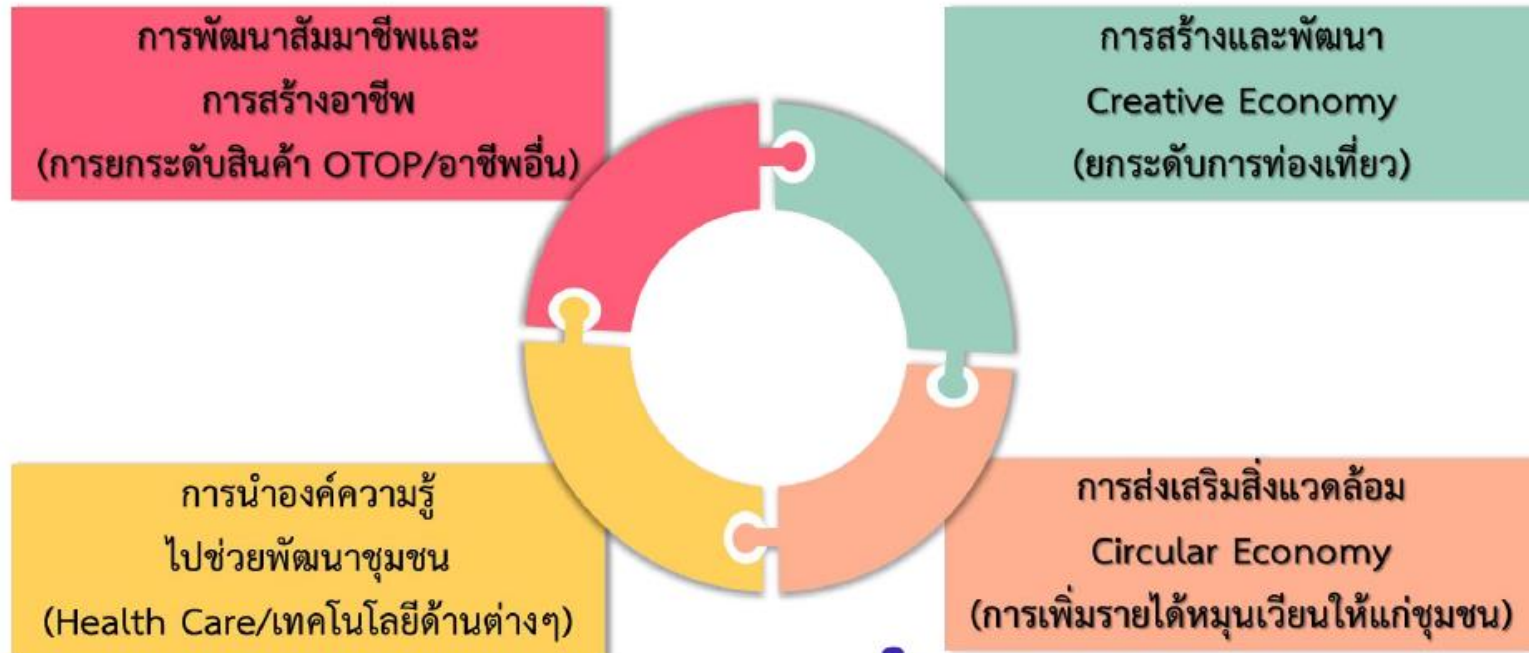 การพัฒนาสัมมาชีพและ
การสร้างอาชีพ
(การยกระดับสินค้า OTOP/อาชีพอื่น)
การสร้างและพัฒนา
Creative Economy
(ยกระดับการท่องเที่ยว)
การนำองค์ความรู้
ไปช่วยพัฒนาชุมชน
(Health Care/เทคโนโลยีด้านต่างๆ)
การส่งเสริมสิ่งแวดล้อม
Circular Economy
(การเพิ่มรายได้หมุนเวียนให้แก่ชุมชน)